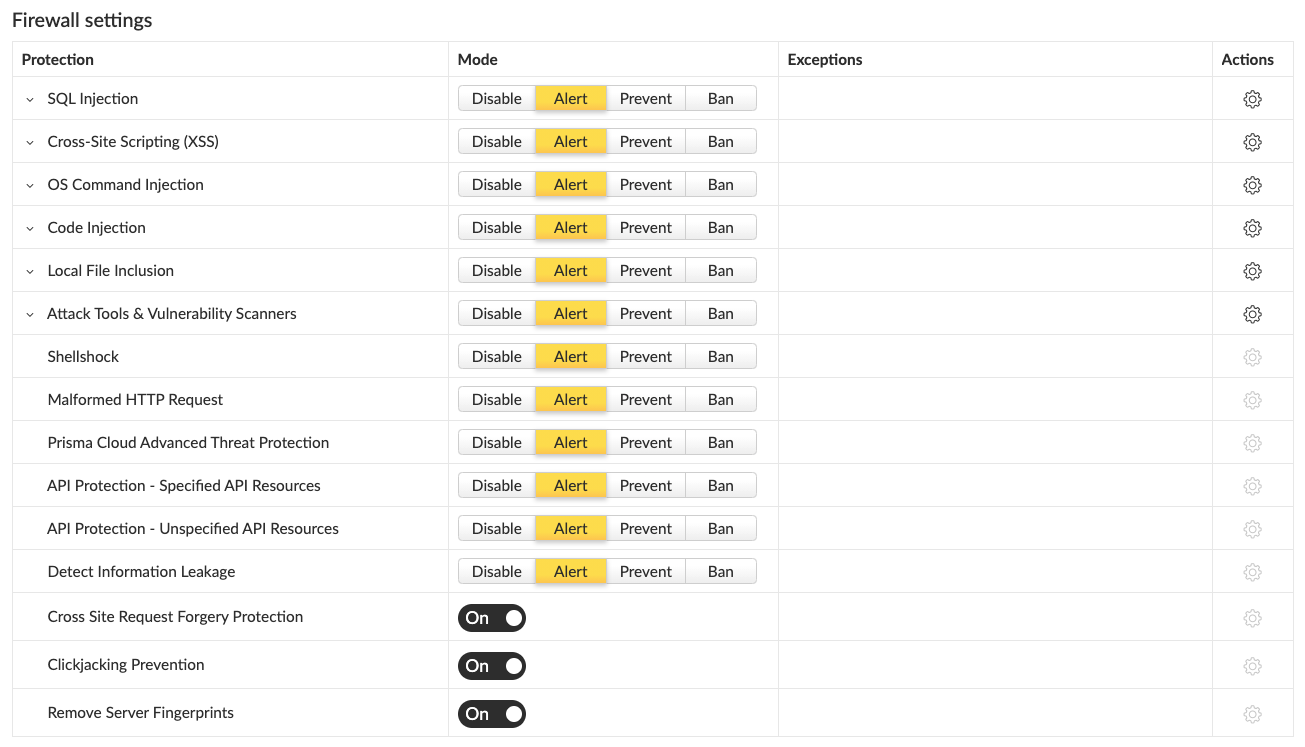 Firewall settings
Protection Mode Exceptions Actions
SQL Injection Disable Alert Prevent Ban
Cross-Site Scripting (XSS) Disable Alert Prevent Ban
OS Command Injection Disable Alert Prevent Ban
Code Injection Disable Alert Prevent Ban
Local File Inclusion Disable Alert Prevent Ban
Attack Tools & Vulnerability Scanners Disable Alert Prevent Ban
Shellshock Disable Alert Prevent Ban
Malformed HTTP Request Disable Alert Prevent Ban
Prisma Cloud Advanced Threat Protection Disable Alert Prevent Ban
API Protection - Specified API Resources Disable Alert Prevent Ban
API Protection - Unspecified API Resources Disable Alert Prevent Ban
Detect Information Leakage Disable Alert Prevent Ban
Cross Site Request Forgery Protection On
Clickjacking Prevention On
Remove Server Fingerprints On